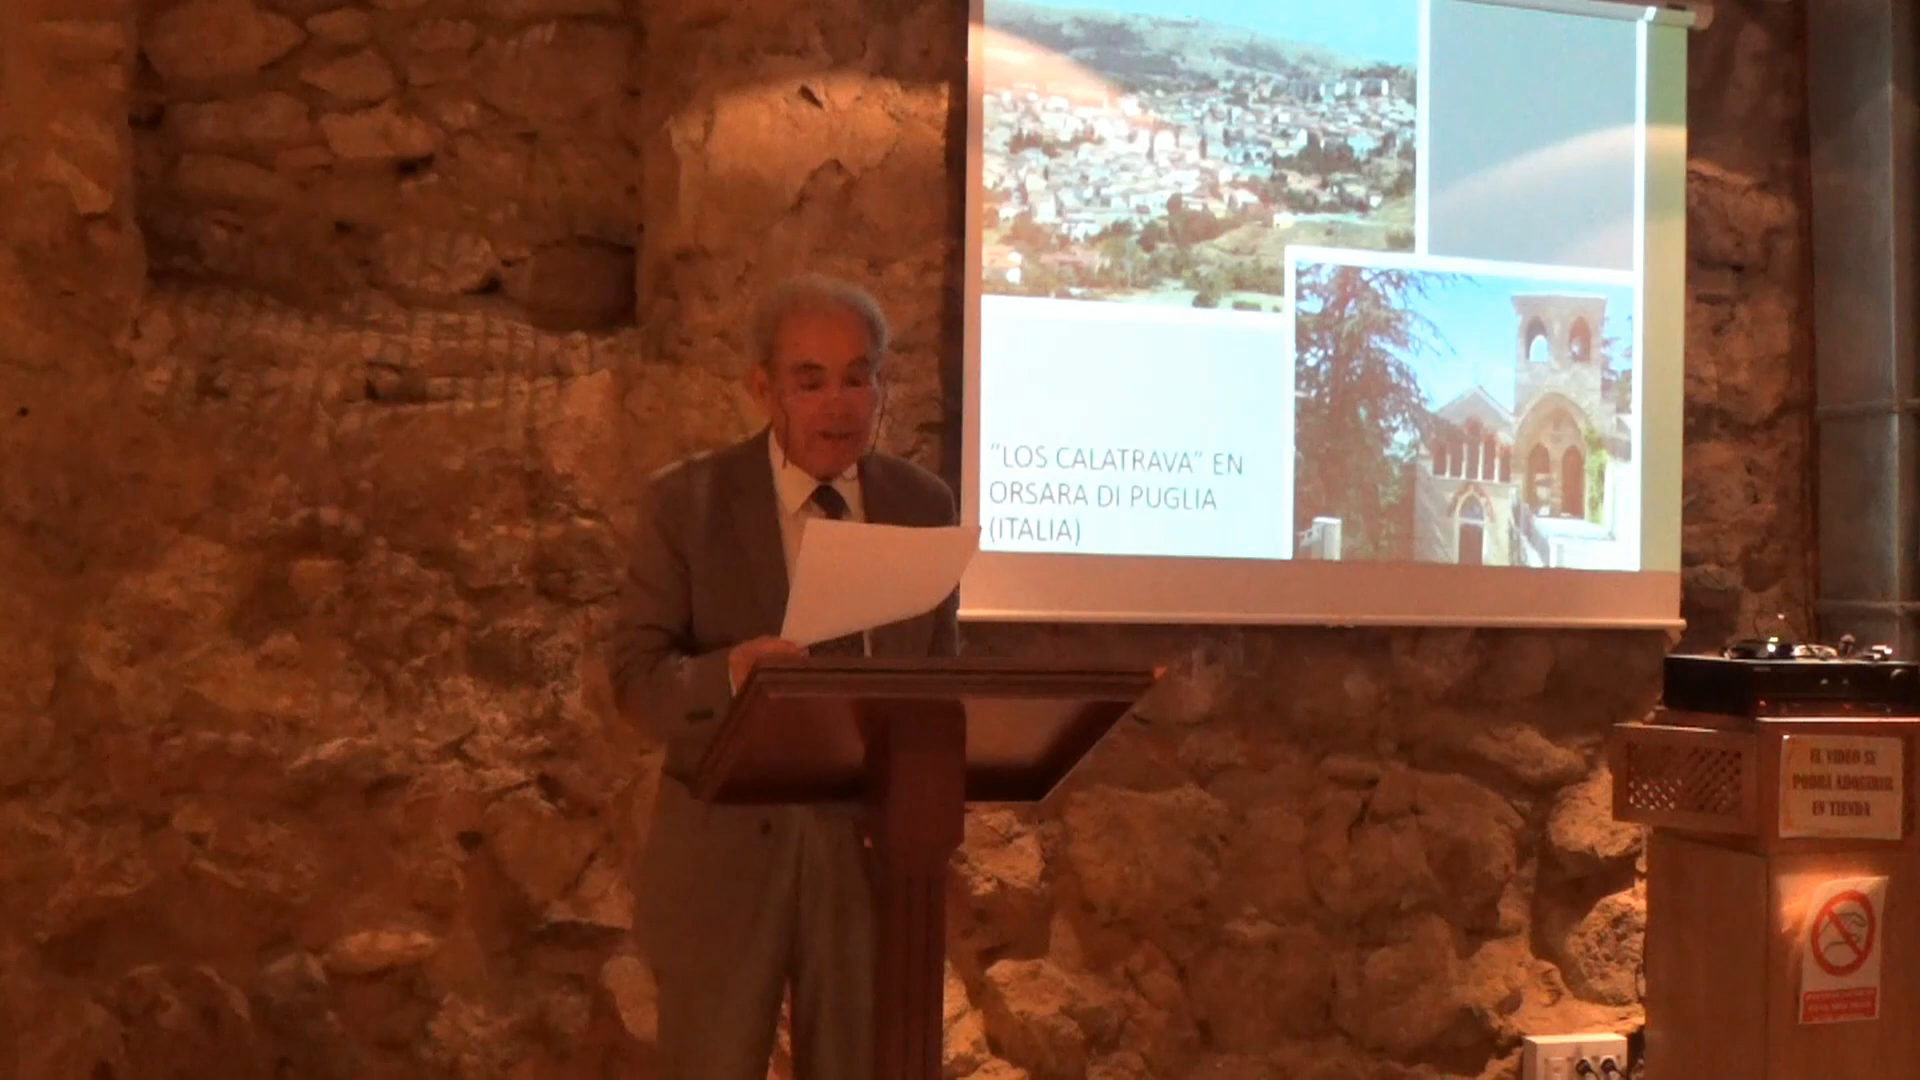 “LOS CALATRAVA” EN
ORSARA DI PUGLIA
(ITALIA)
EL VIDEO SE
PODRÁ ADQUIRIR
EN TIENDA